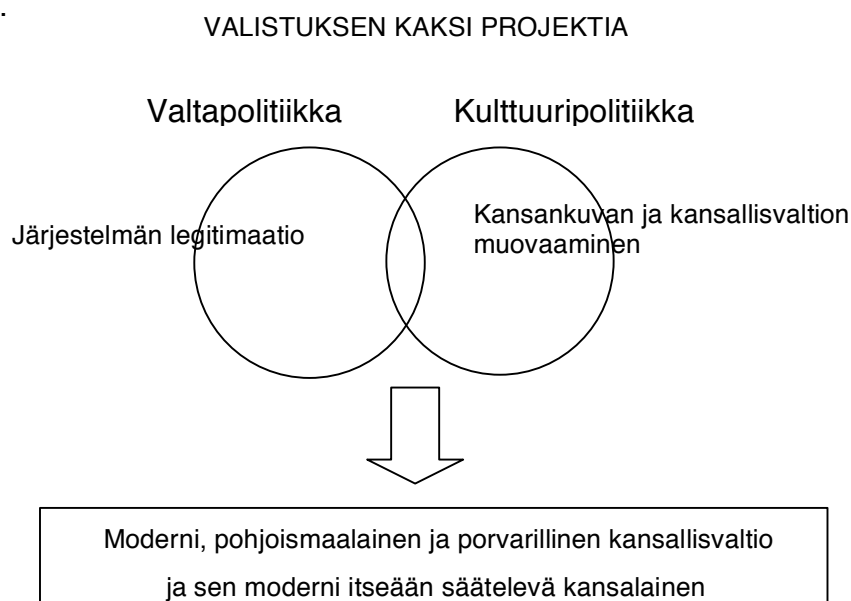 VALISTUKSEN KAKSI PROJEKTIA
Valtapolitiikka
Kulttuuripolitiikka
Järjestelmän legitimaatio
Kansankuvan ja kansallisvaltion
muovaaminen
Moderni, pohjoismaalainen ja porvarillinen kansallisvaltio
ja sen moderni itseään säätelevä kansalainen